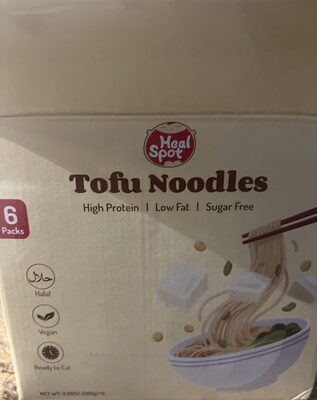 Heal
Spot
Tofu Noodles
High Protein | Low Fat | Sugar Free
6
Packs
حلال
Halal
Vegan
Ready to Eat